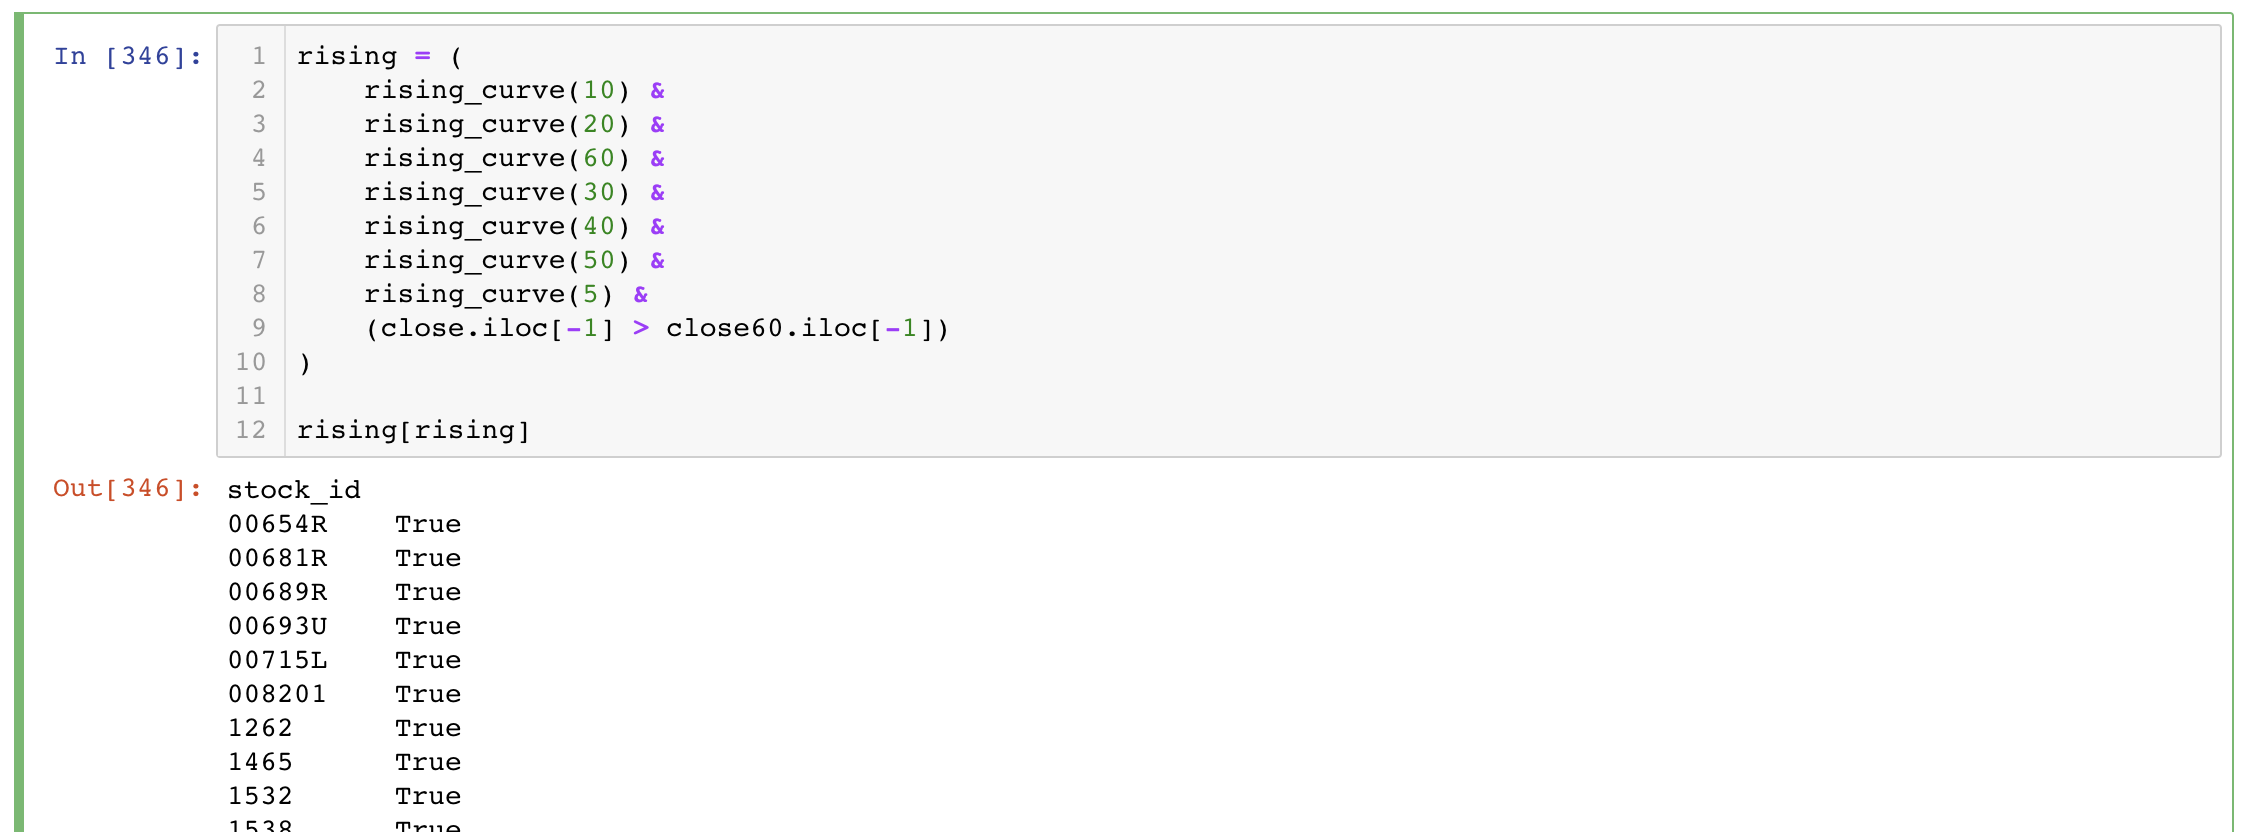 In [346]:
1 rising = (
2     rising_curve(10) &
3     rising_curve(20) &
4     rising_curve(60) &
5     rising_curve(30) &
6     rising_curve(40) &
7     rising_curve(50) &
8     rising_curve(5) &
9     (close.iloc[-1] > close60.iloc[-1])
10 )
11
12 rising[rising]
Out[346]: stock_id
00654R    True
00681R    True
00689R    True
00693U    True
00715L    True
008201    True
1262      True
1465      True
1532      True
1538      True